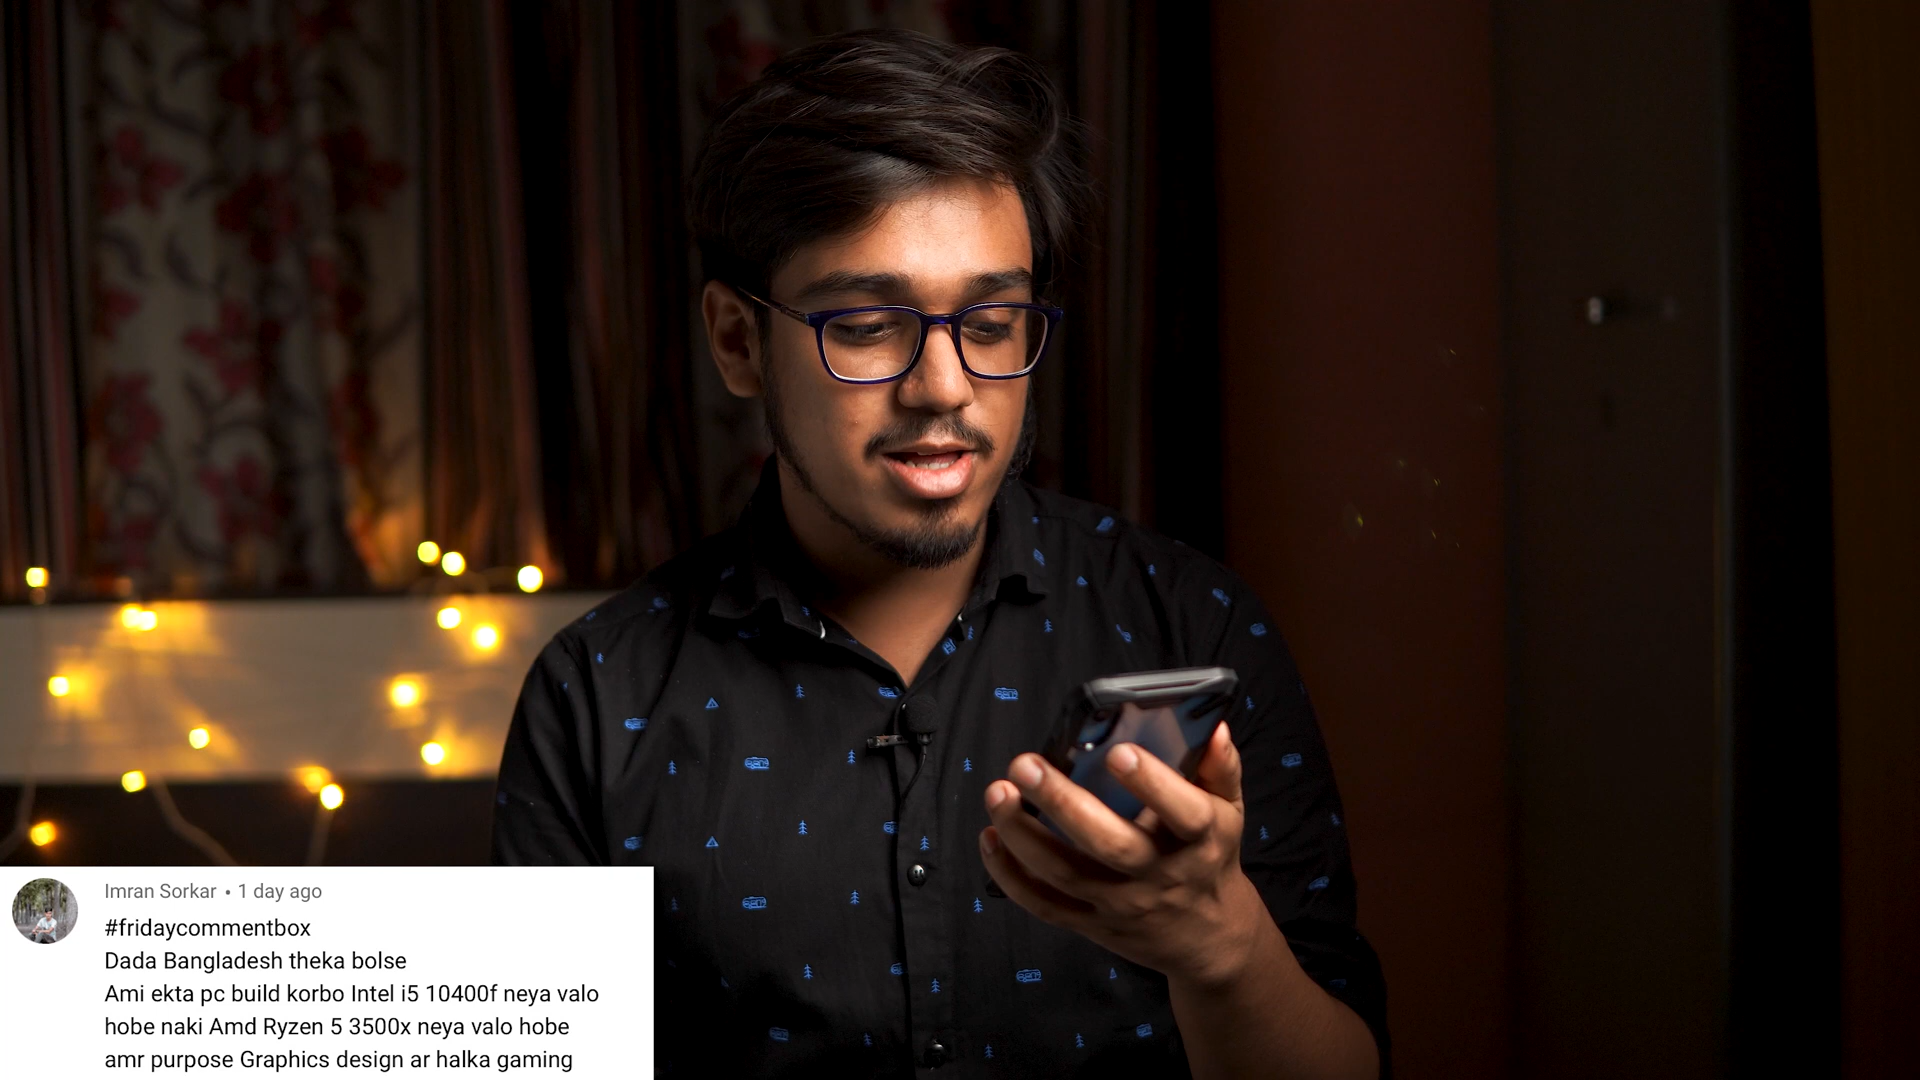 Imran Sorkar • 1 day ago
#fridaycommentbox
Dada Bangladesh theka bolse
Ami ekta pc build korbo Intel i5 10400f neya valo
hobe naki Amd Ryzen 5 3500x neya valo hobe
amr purpose Graphics design ar halka gaming